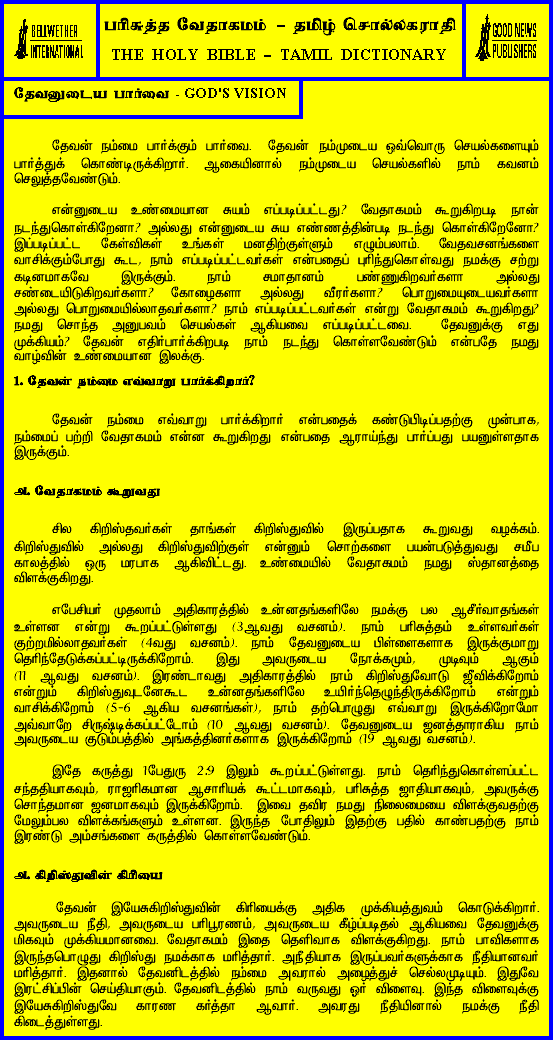 BELLWETHER
INTERNATIONAL
பரிசுத்த வேதாகமம் - தமிழ் சொல்லகராதி
THE HOLY BIBLE - TAMIL DICTIONARY
GOOD NEWS
PUBLISHERS
தேவனுடைய பார்வை - GOD'S VISION
தேவன் நம்மை பார்க்கும் பார்வை. தேவன் நம்முடைய ஒவ்வொரு செயல்களையும்
பார்த்துக் கொண்டிருக்கிறார். ஆகையினால் நம்முடைய செயல்களில் நாம் கவனம்
செலுத்தவேண்டும்.
என்னுடைய உண்மையான சுயம் எப்படிப்பட்டது? வேதாகமம் கூறுகிறபடி நான்
நடந்துகொள்கிறேனா? அல்லது என்னுடைய சுய எண்ணத்தின்படி நடந்து கொள்கிறேனோ?
இப்படிப்பட்ட கேள்விகள் உங்கள் மனதிற்குள்ளும் எழும்பலாம். வேதவசனங்களை
வாசிக்கும்போது கூட, நாம் எப்படிப்பட்டவர்கள் என்பதைப் புரிந்துகொள்வது நமக்கு சற்று
கடினமாகவே இருக்கும். நாம் சமாதானம் பண்ணுகிறவர்களா அல்லது
சண்டையிடுகிறவர்களா? கோழைகளா அல்லது வீரர்களா? பொறுமையுடையவர்களா
அல்லது பொறுமையில்லாதவர்களா? நாம் எப்படிப்பட்டவர்கள் என்று வேதாகமம் கூறுகிறது?
நமது சொந்த அனுபவம் செயல்கள் ஆகியவை எப்படிப்பட்டவை. தேவனுக்கு எது
முக்கியம்? தேவன் எதிர்பார்க்கிறபடி நாம் நடந்து கொள்ளவேண்டும் என்பதே நமது
வாழ்வின் உண்மையான இலக்கு.
1. தேவன் நம்மை எவ்வாறு பார்க்கிறார்?
தேவன் நம்மை எவ்வாறு பார்க்கிறார் என்பதைக் கண்டுபிடிப்பதற்கு முன்பாக,
நம்மைப் பற்றி வேதாகமம் என்ன கூறுகிறது என்பதை ஆராய்ந்து பார்ப்பது பயனுள்ளதாக
இருக்கும்.
அ. வேதாகமம் கூறுவது
சில கிறிஸ்தவர்கள் தாங்கள் கிறிஸ்துவில் இருப்பதாக கூறுவது வழக்கம்.
கிறிஸ்துவில் அல்லது கிறிஸ்துவிற்குள் என்னும் சொற்களை பயன்படுத்துவது சமீப
காலத்தில் ஒரு மரபாக ஆகிவிட்டது. உண்மையில் வேதாகமம் நமது ஸ்தானத்தை
விளக்குகிறது.
எபேசியர் முதலாம் அதிகாரத்தில் உன்னதங்களிலே நமக்கு பல ஆசீர்வாதங்கள்
உள்ளன என்று கூறப்பட்டுள்ளது (3ஆவது வசனம்). நாம் பரிசுத்தம் உள்ளவர்கள்
குற்றமில்லாதவர்கள் (4வது வசனம்). நாம் தேவனுடைய பிள்ளைகளாக இருக்குமாறு
தெரிந்தேடுக்கப்பட்டிருக்கிறோம். இது அவருடைய நோக்கமும், முடிவும் ஆகும்
(11 ஆவது வசனம்). இரண்டாவது அதிகாரத்தில் நாம் கிறிஸ்துவோடு ஜீவிக்கிறோம்
என்றும் கிறிஸ்துவுடனேகூட உன்னதங்களிலே உயிர்ந்தெழுந்திருக்கிறோம் என்றும்
வாசிக்கிறோம் (5-6 ஆகிய வசனங்கள்), நாம் தற்பொழுது எவ்வாறு இருக்கிறோமோ
அவ்வாறே சிருஷ்டிக்கப்பட்டோம் (10 ஆவது வசனம்). தேவனுடைய ஜனத்தாராகிய நாம்
அவருடைய குடும்பத்தில் அங்கத்தினர்களாக இருக்கிறோம் (19 ஆவது வசனம்).
இதே கருத்து 1பேதுரு 2:9 இலும் கூறப்பட்டுள்ளது. நாம் தெரிந்துகொள்ளப்பட்ட
சந்ததியாகவும், ராஜரிகமான ஆசாரியக் கூட்டமாகவும், பரிசுத்த ஜாதியாகவும், அவருக்கு
சொந்தமான ஜனமாகவும் இருக்கிறோம். இவை தவிர நமது நிலைமையை விளக்குவதற்கு
மேலும்பல விளக்கங்களும் உள்ளன. இருந்த போதிலும் இதற்கு பதில் காண்பதற்கு நாம்
இரண்டு அம்சங்களை கருத்தில் கொள்ளவேண்டும்.
அ. கிறிஸ்துவின் கிரியை
தேவன் இயேசுகிறிஸ்துவின் கிரியைக்கு அதிக முக்கியத்துவம் கொடுக்கிறார்.
அவருடைய நீதி, அவருடைய பரிபூரணம், அவருடைய கீழ்ப்படிதல் ஆகியவை தேவனுக்கு
மிகவும் முக்கியமானவை. வேதாகமம் இதை தெளிவாக விளக்குகிறது. நாம் பாவிகளாக
இருந்தபொழுது கிறிஸ்து நமக்காக மரித்தார். அநீதியாக இருப்பவர்களுக்காக நீதியானவர்
மரித்தார். இதனால் தேவனிடத்தில் நம்மை அவரால் அழைத்துச் செல்லமுடியும். இதுவே
இரட்சிப்பின் செய்தியாகும். தேவனிடத்தில் நாம் வருவது ஓர் விளைவு. இந்த விளைவுக்கு
இயேசுகிறிஸ்துவே காரண கர்த்தா ஆவார். அவரது நீதியினால் நமக்கு நீதி
கிடைத்துள்ளது.